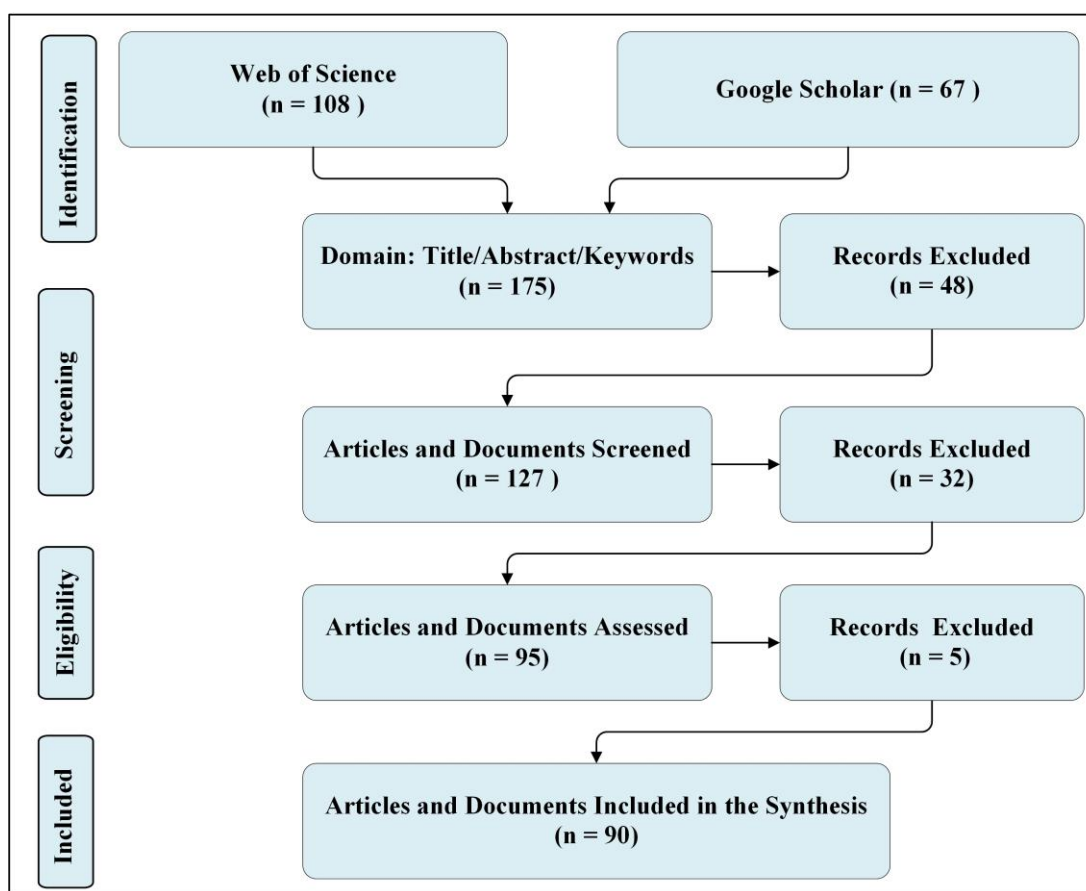 Identification
Web of Science
(n = 108 )
Google Scholar (n = 67 )
Domain: Title/Abstract/Keywords
(n = 175)
Records Excluded
(n = 48)
Screening
Articles and Documents Screened
(n = 127 )
Records Excluded
(n = 32)
Eligibility
Articles and Documents Assessed
(n = 95)
Records Excluded
(n = 5)
Included
Articles and Documents Included in the Synthesis
(n = 90)